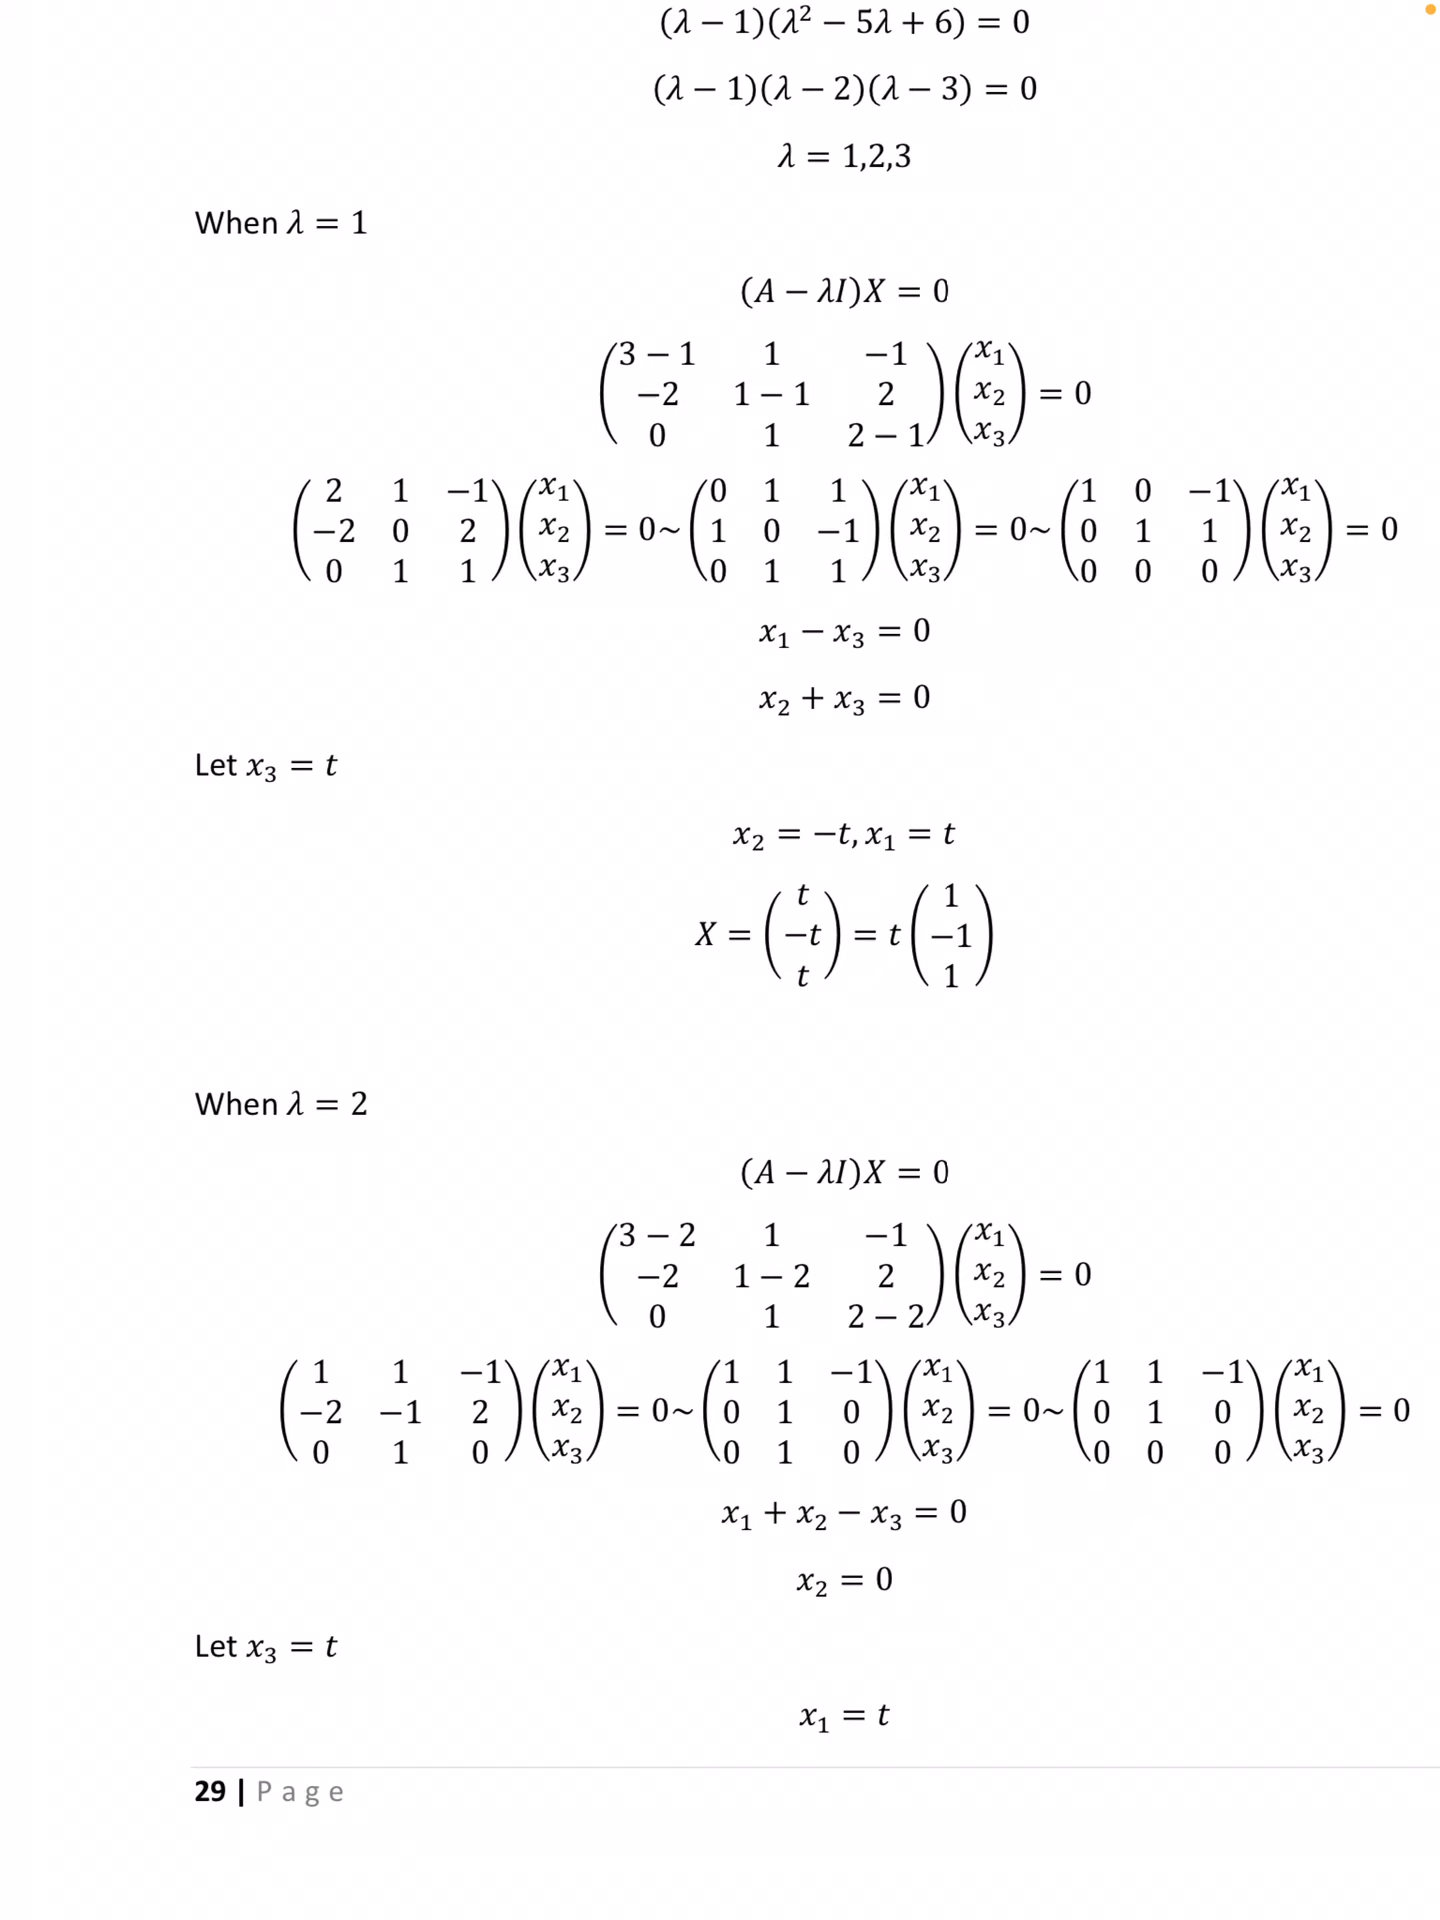 (λ − 1)(λ² − 5λ + 6) = 0
(λ − 1)(λ − 2)(λ − 3) = 0
λ = 1,2,3
When λ = 1
(A − λI)X = 0
(3 − 1 1 −1) (x₁)
(−2 1 − 1 2) (x₂) = 0
(0 1 2 − 1) (x₃)
(2 1 −1) (x₁) (0 1 1) (x₁) (1 0 −1) (x₁)
(−2 0 2) (x₂) = 0~ (1 0 −1) (x₂) = 0~ (0 1 1) (x₂) = 0
(0 1 1) (x₃) (0 1 1) (x₃) (0 0 0) (x₃)
x₁ − x₃ = 0
x₂ + x₃ = 0
Let x₃ = t
x₂ = −t, x₁ = t
(t) (1)
X = (−t) = t (−1)
(t) (1)
When λ = 2
(A − λI)X = 0
(3 − 2 1 −1) (x₁)
(−2 1 − 2 2) (x₂) = 0
(0 1 2 − 2) (x₃)
(1 1 −1) (x₁) (1 1 −1) (x₁) (1 1 −1) (x₁)
(−2 −1 2) (x₂) = 0~ (0 1 0) (x₂) = 0~ (0 1 0) (x₂) = 0
(0 1 0) (x₃) (0 1 0) (x₃) (0 0 0) (x₃)
x₁ + x₂ − x₃ = 0
x₂ = 0
Let x₃ = t
x₁ = t
29 | Page